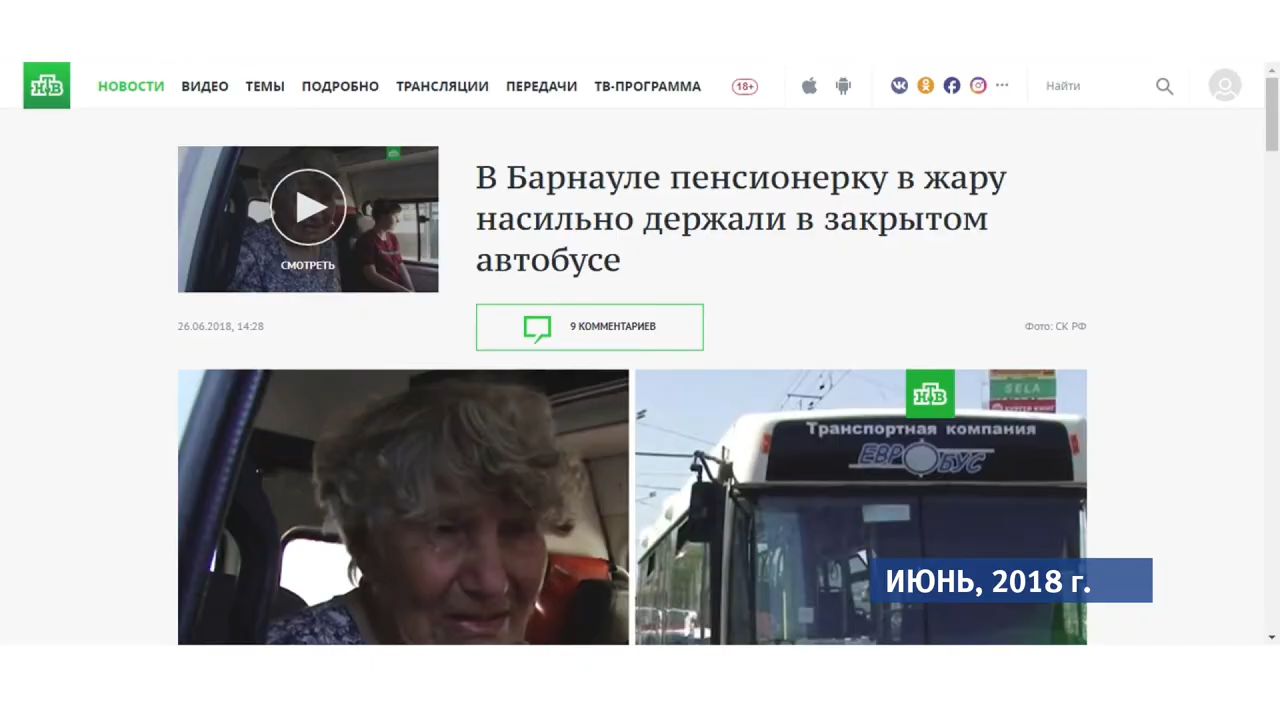 НТВ
НОВОСТИ ВИДЕО ТЕМЫ ПОДРОБНО ТРАНСЛЯЦИИ ПЕРЕДАЧИ ТВ-ПРОГРАММА 18+ Найти
В Барнауле пенсионерку в жару
насильно держали в закрытом
автобусе
СМОТРЕТЬ
26.06.2018, 14:28
9 КОММЕНТАРИЕВ
Фото: СК РФ
НТВ
SELA
Транспортная компания
ЕВРОБУС
ИЮНЬ, 2018 г.